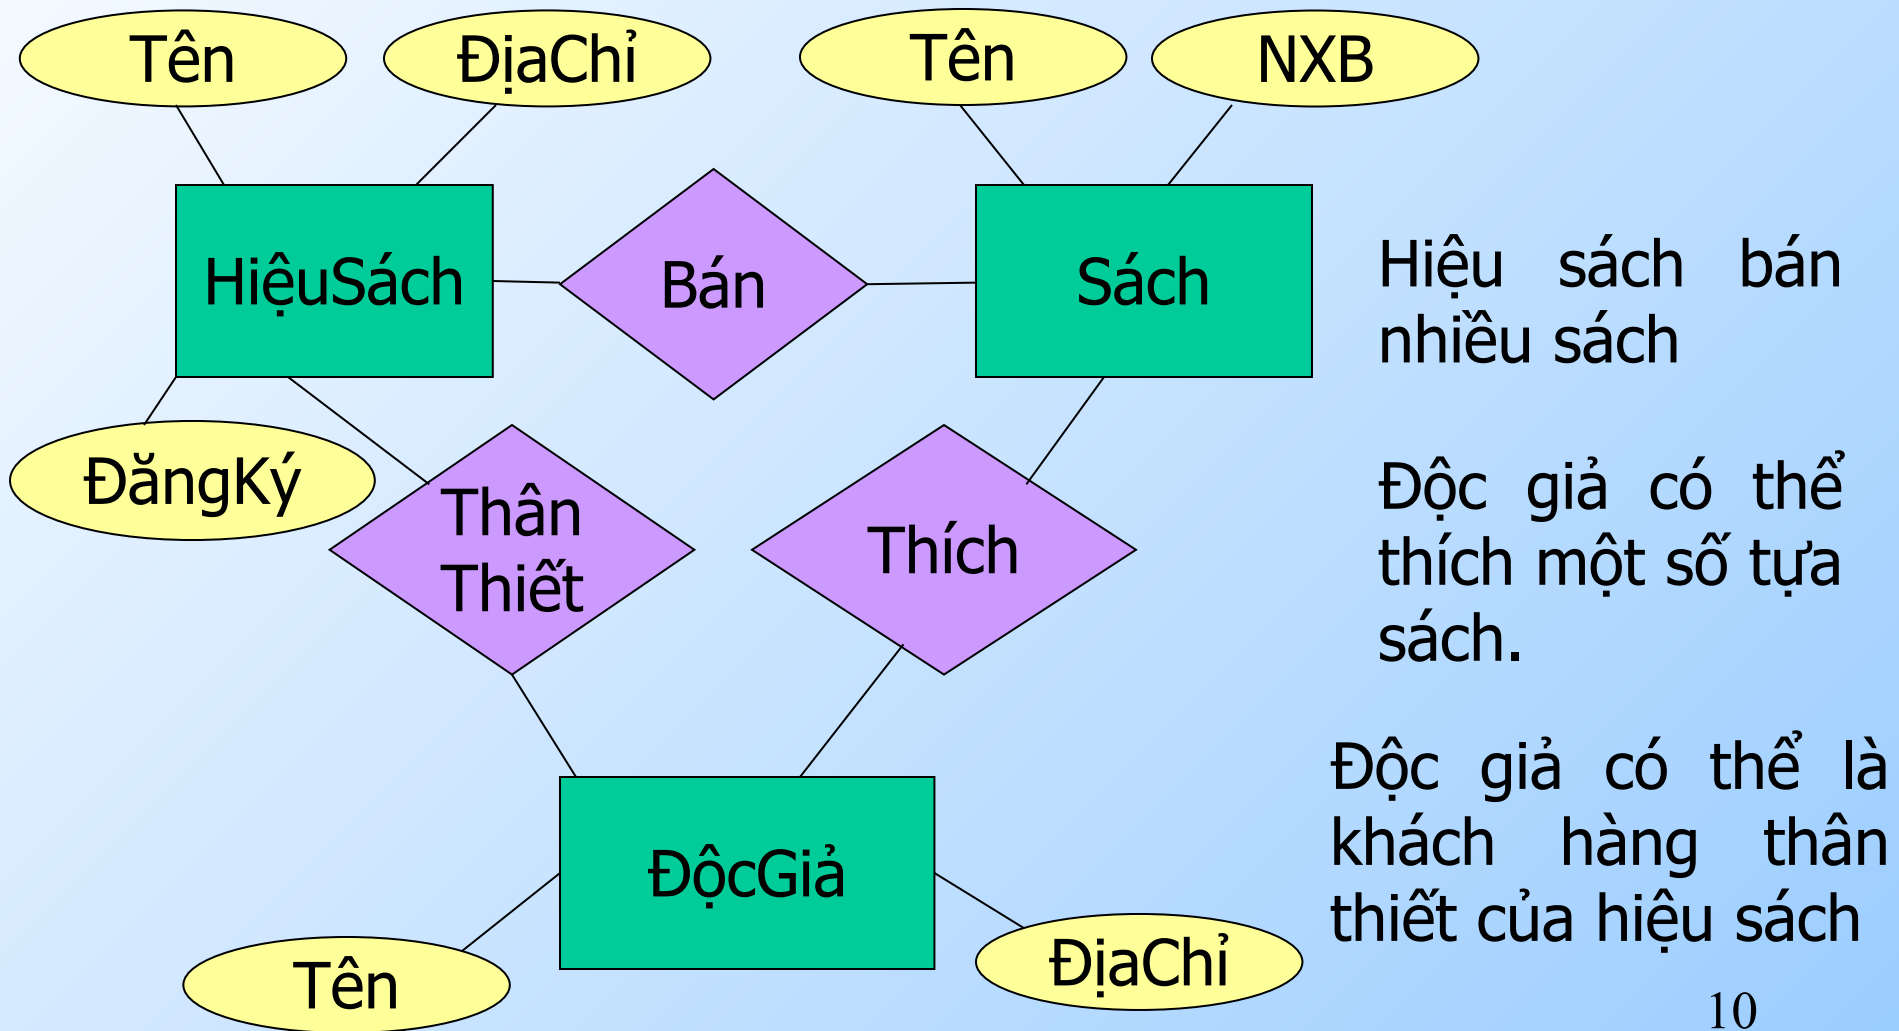 Tên
ĐịaChỉ
Tên
NXB
HiệuSách
Bán
Sách
Hiệu sách bán
nhiều sách
ĐăngKý
Thân
Thiết
Thích
Độc giả có thể
thích một số tựa
sách.
ĐộcGiả
Độc giả có thể là
khách hàng thân
thiết của hiệu sách
Tên
ĐịaChỉ
10